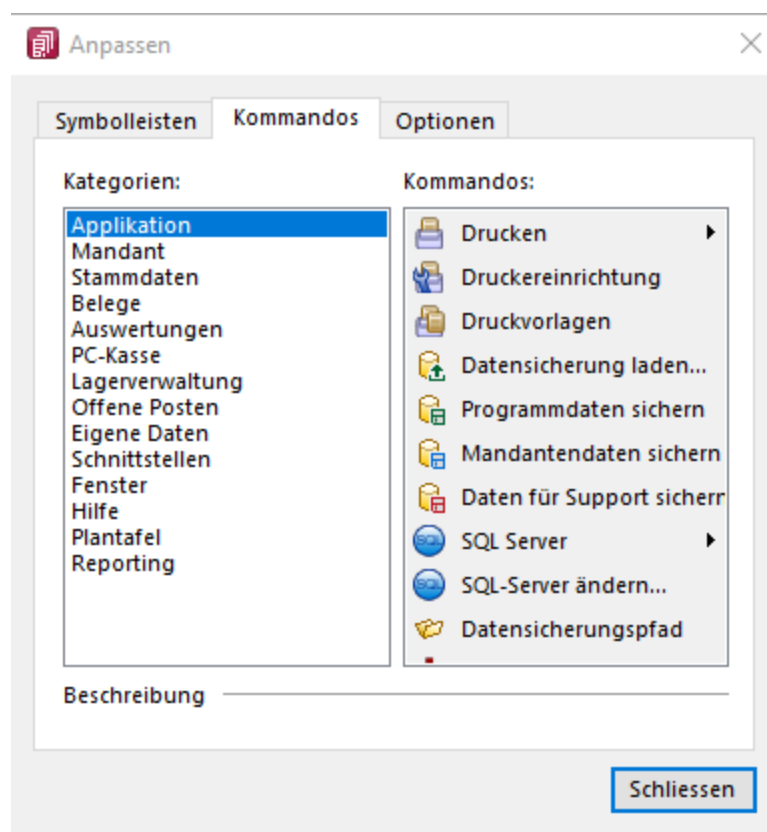 Anpassen
Symbolleisten Kommandos Optionen
Kategorien:
Applikation
Mandant
Stammdaten
Belege
Auswertungen
PC-Kasse
Lagerverwaltung
Offene Posten
Eigene Daten
Schnittstellen
Fenster
Hilfe
Plantafel
Reporting
Kommandos:
Drucken
Druckereinrichtung
Druckvorlagen
Datensicherung laden...
Programmdaten sichern
Mandantendaten sichern
Daten für Support sichern
SQL Server
SQL-Server ändern...
Datensicherungspfad
Beschreibung
Schliessen